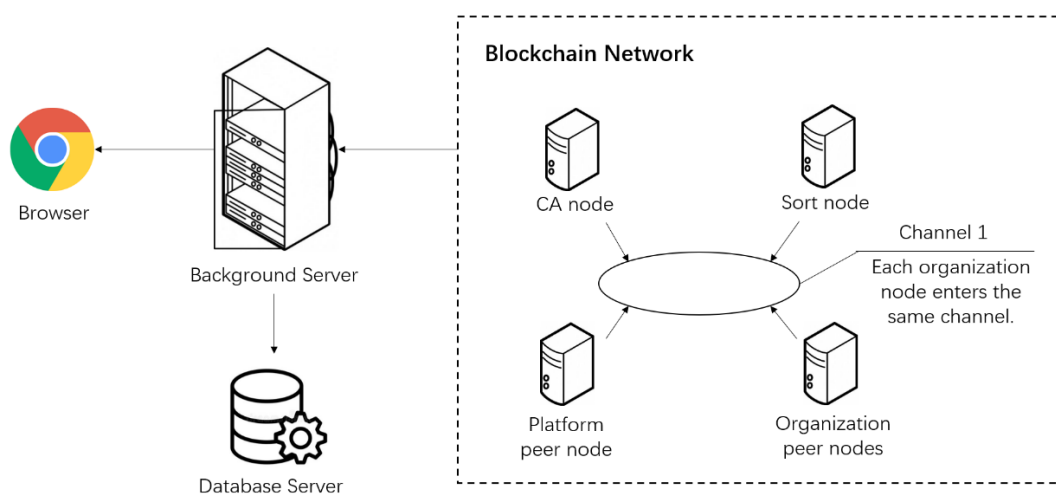 Blockchain Network
Browser
Background Server
Database Server
CA node
Sort node
Channel 1
Each organization
node enters the
same channel.
Platform
peer node
Organization
peer nodes